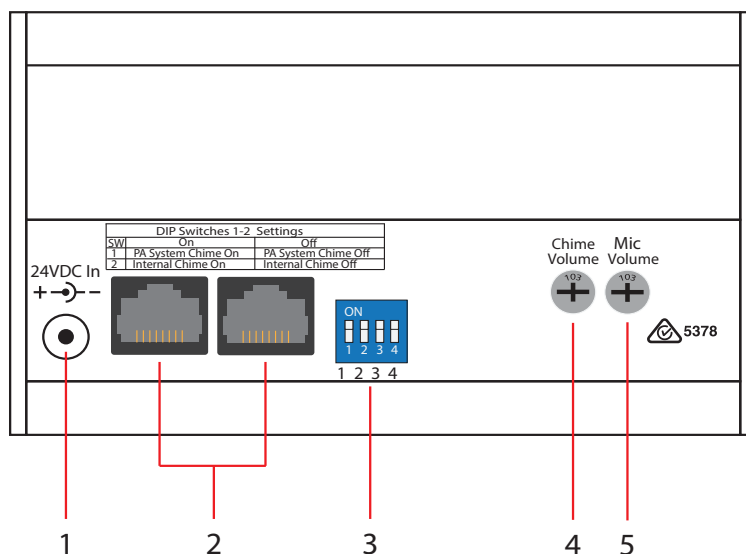 DIP Switches 1-2 Settings
SW On Off
1 PA System Chime On PA System Chime Off
2 Internal Chime On Internal Chime Off
24VDC In
+ -
Chime Volume
103
Mic Volume
103
ON
1 2 3 4
1 2 3 4
5378
1 2 3 4 5